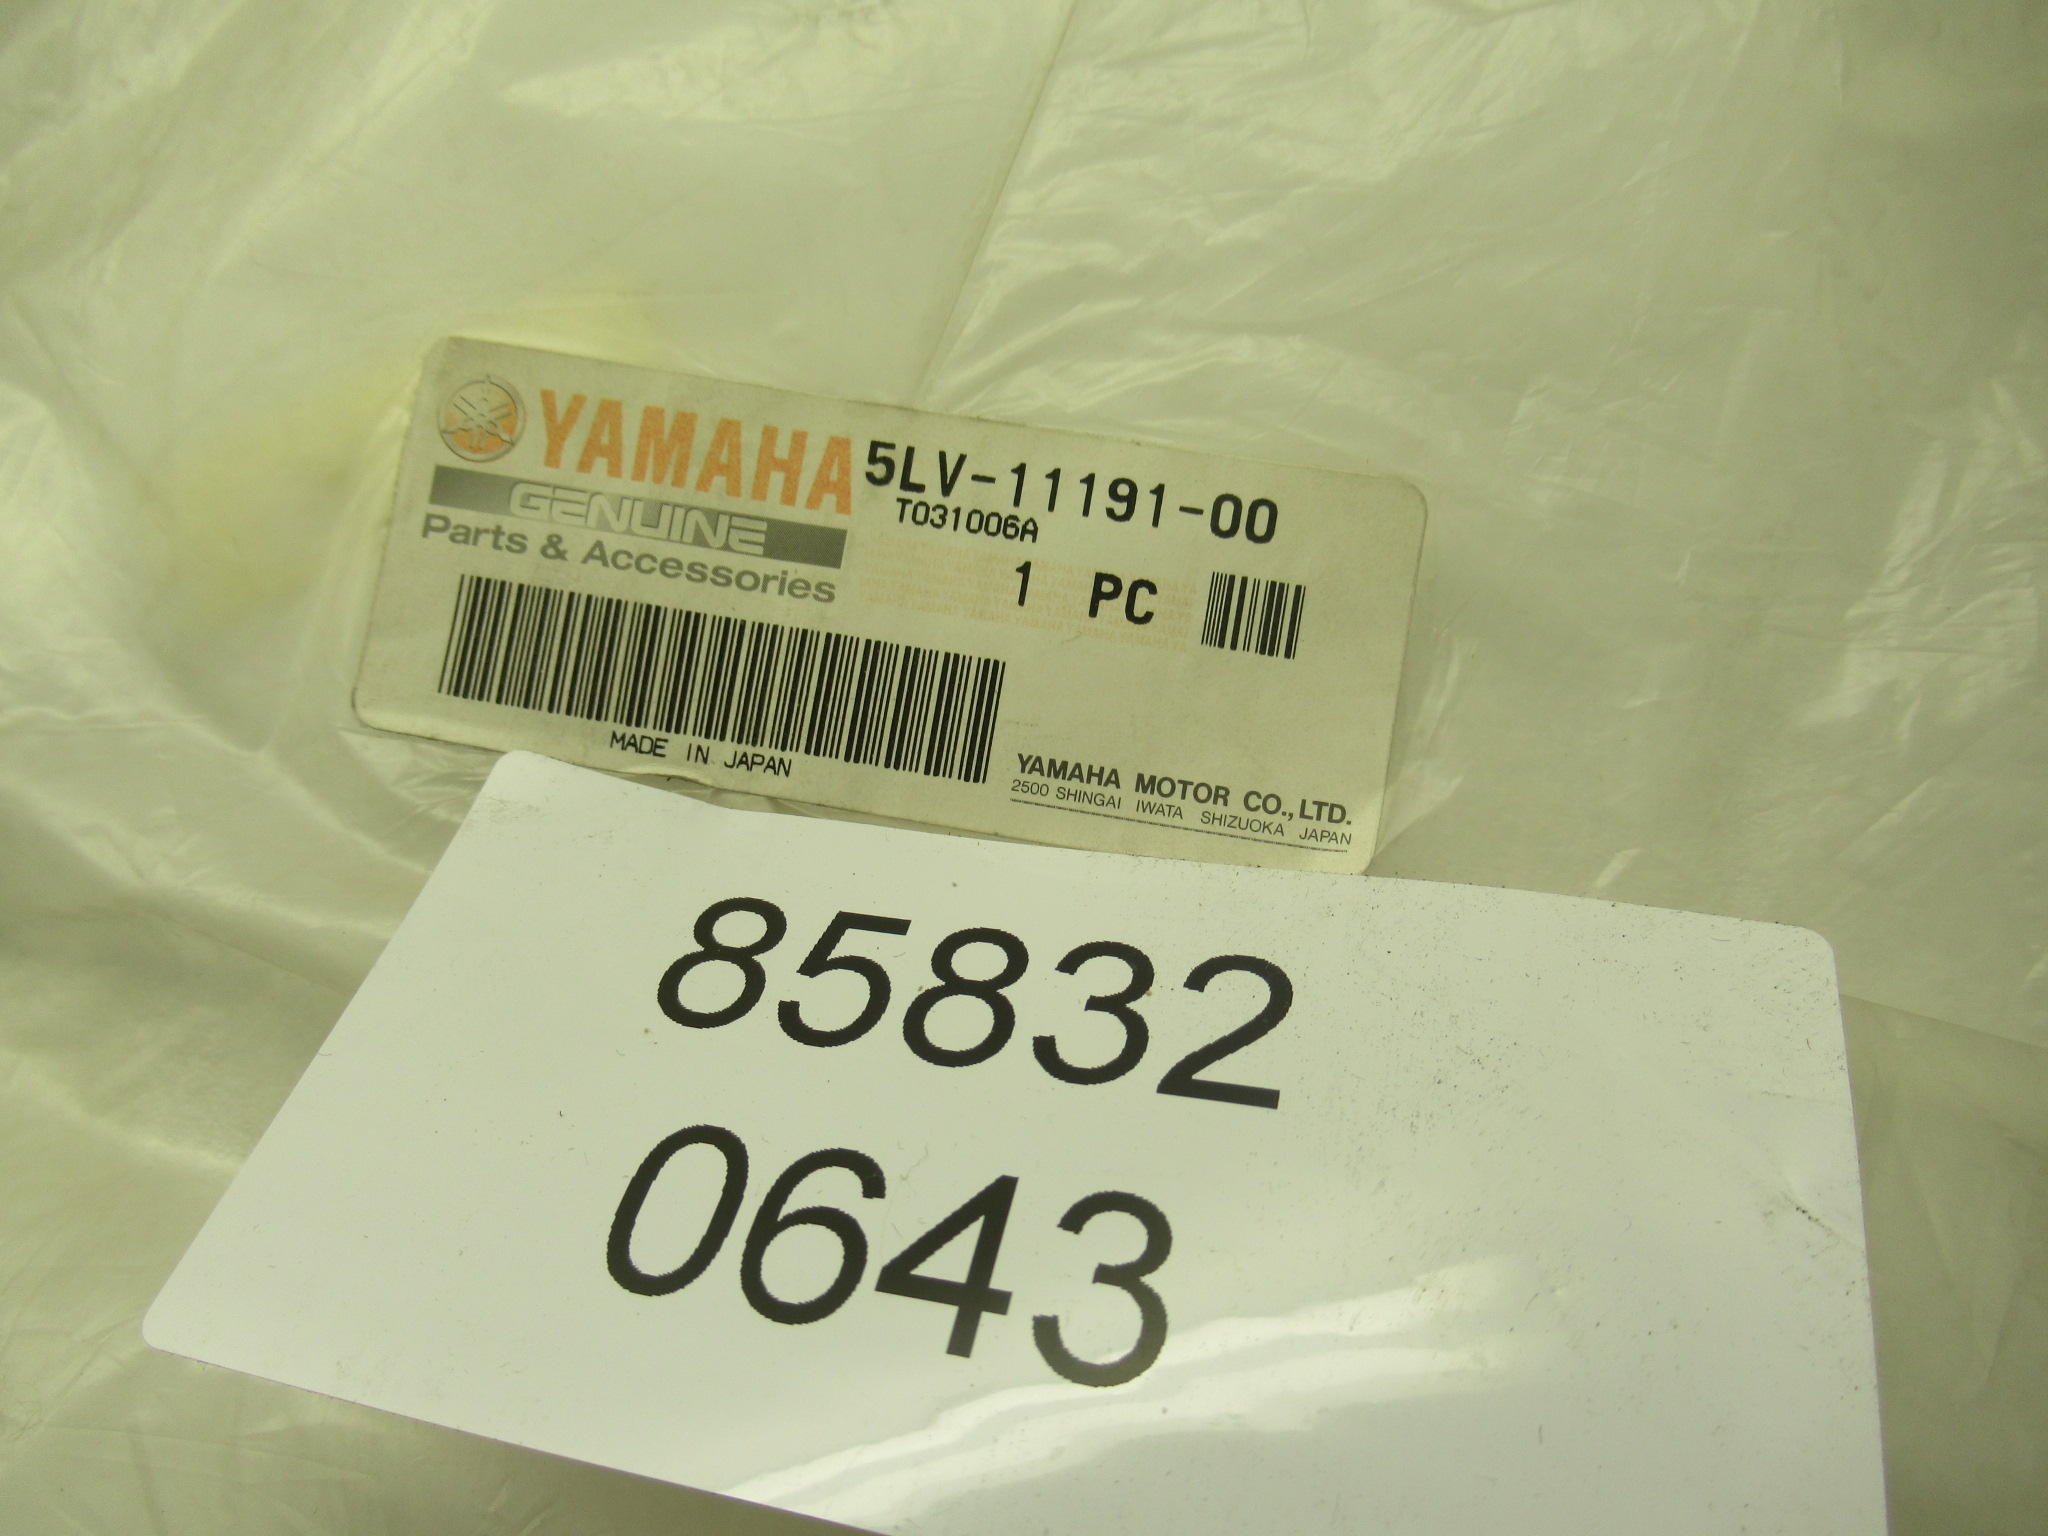 YAMAHA
GENUINE
Parts & Accessories
5LV-11191-00
T031006A
1 PC
MADE IN JAPAN
YAMAHA MOTOR CO., LTD.
2500 SHINGAI IWATA SHIZUOKA JAPAN
85832
0643